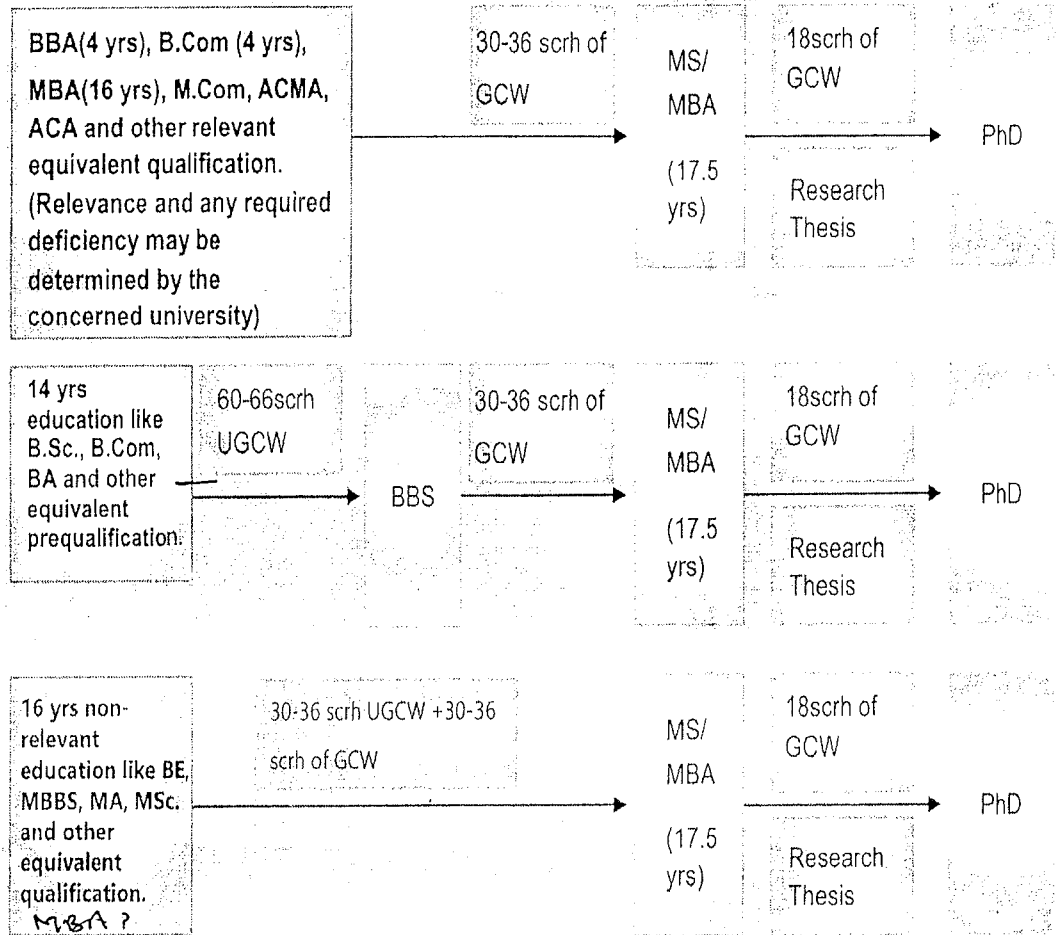 BBA(4 yrs), B.Com (4 yrs),
MBA(16 yrs), M.Com, ACMA,
ACA and other relevant
equivalent qualification.
(Relevance and any required
deficiency may be
determined by the
concerned university)
30-36 scrh of
GCW
MS/
MBA
(17.5
yrs)
18scrh of
GCW
Research
Thesis
PhD
14 yrs
education like
B.Sc., B.Com,
BA and other
equivalent
prequalification.
60-66scrh
UGCW
BBS
30-36 scrh of
GCW
MS/
MBA
(17.5
yrs)
18scrh of
GCW
Research
Thesis
PhD
16 yrs non-
relevant
education like BE,
MBBS, MA, MSc.
and other
equivalent
qualification.
MBA ?
30-36 scrh UGCW +30-36
scrh of GCW
MS/
MBA
(17.5
yrs)
18scrh of
GCW
Research
Thesis
PhD